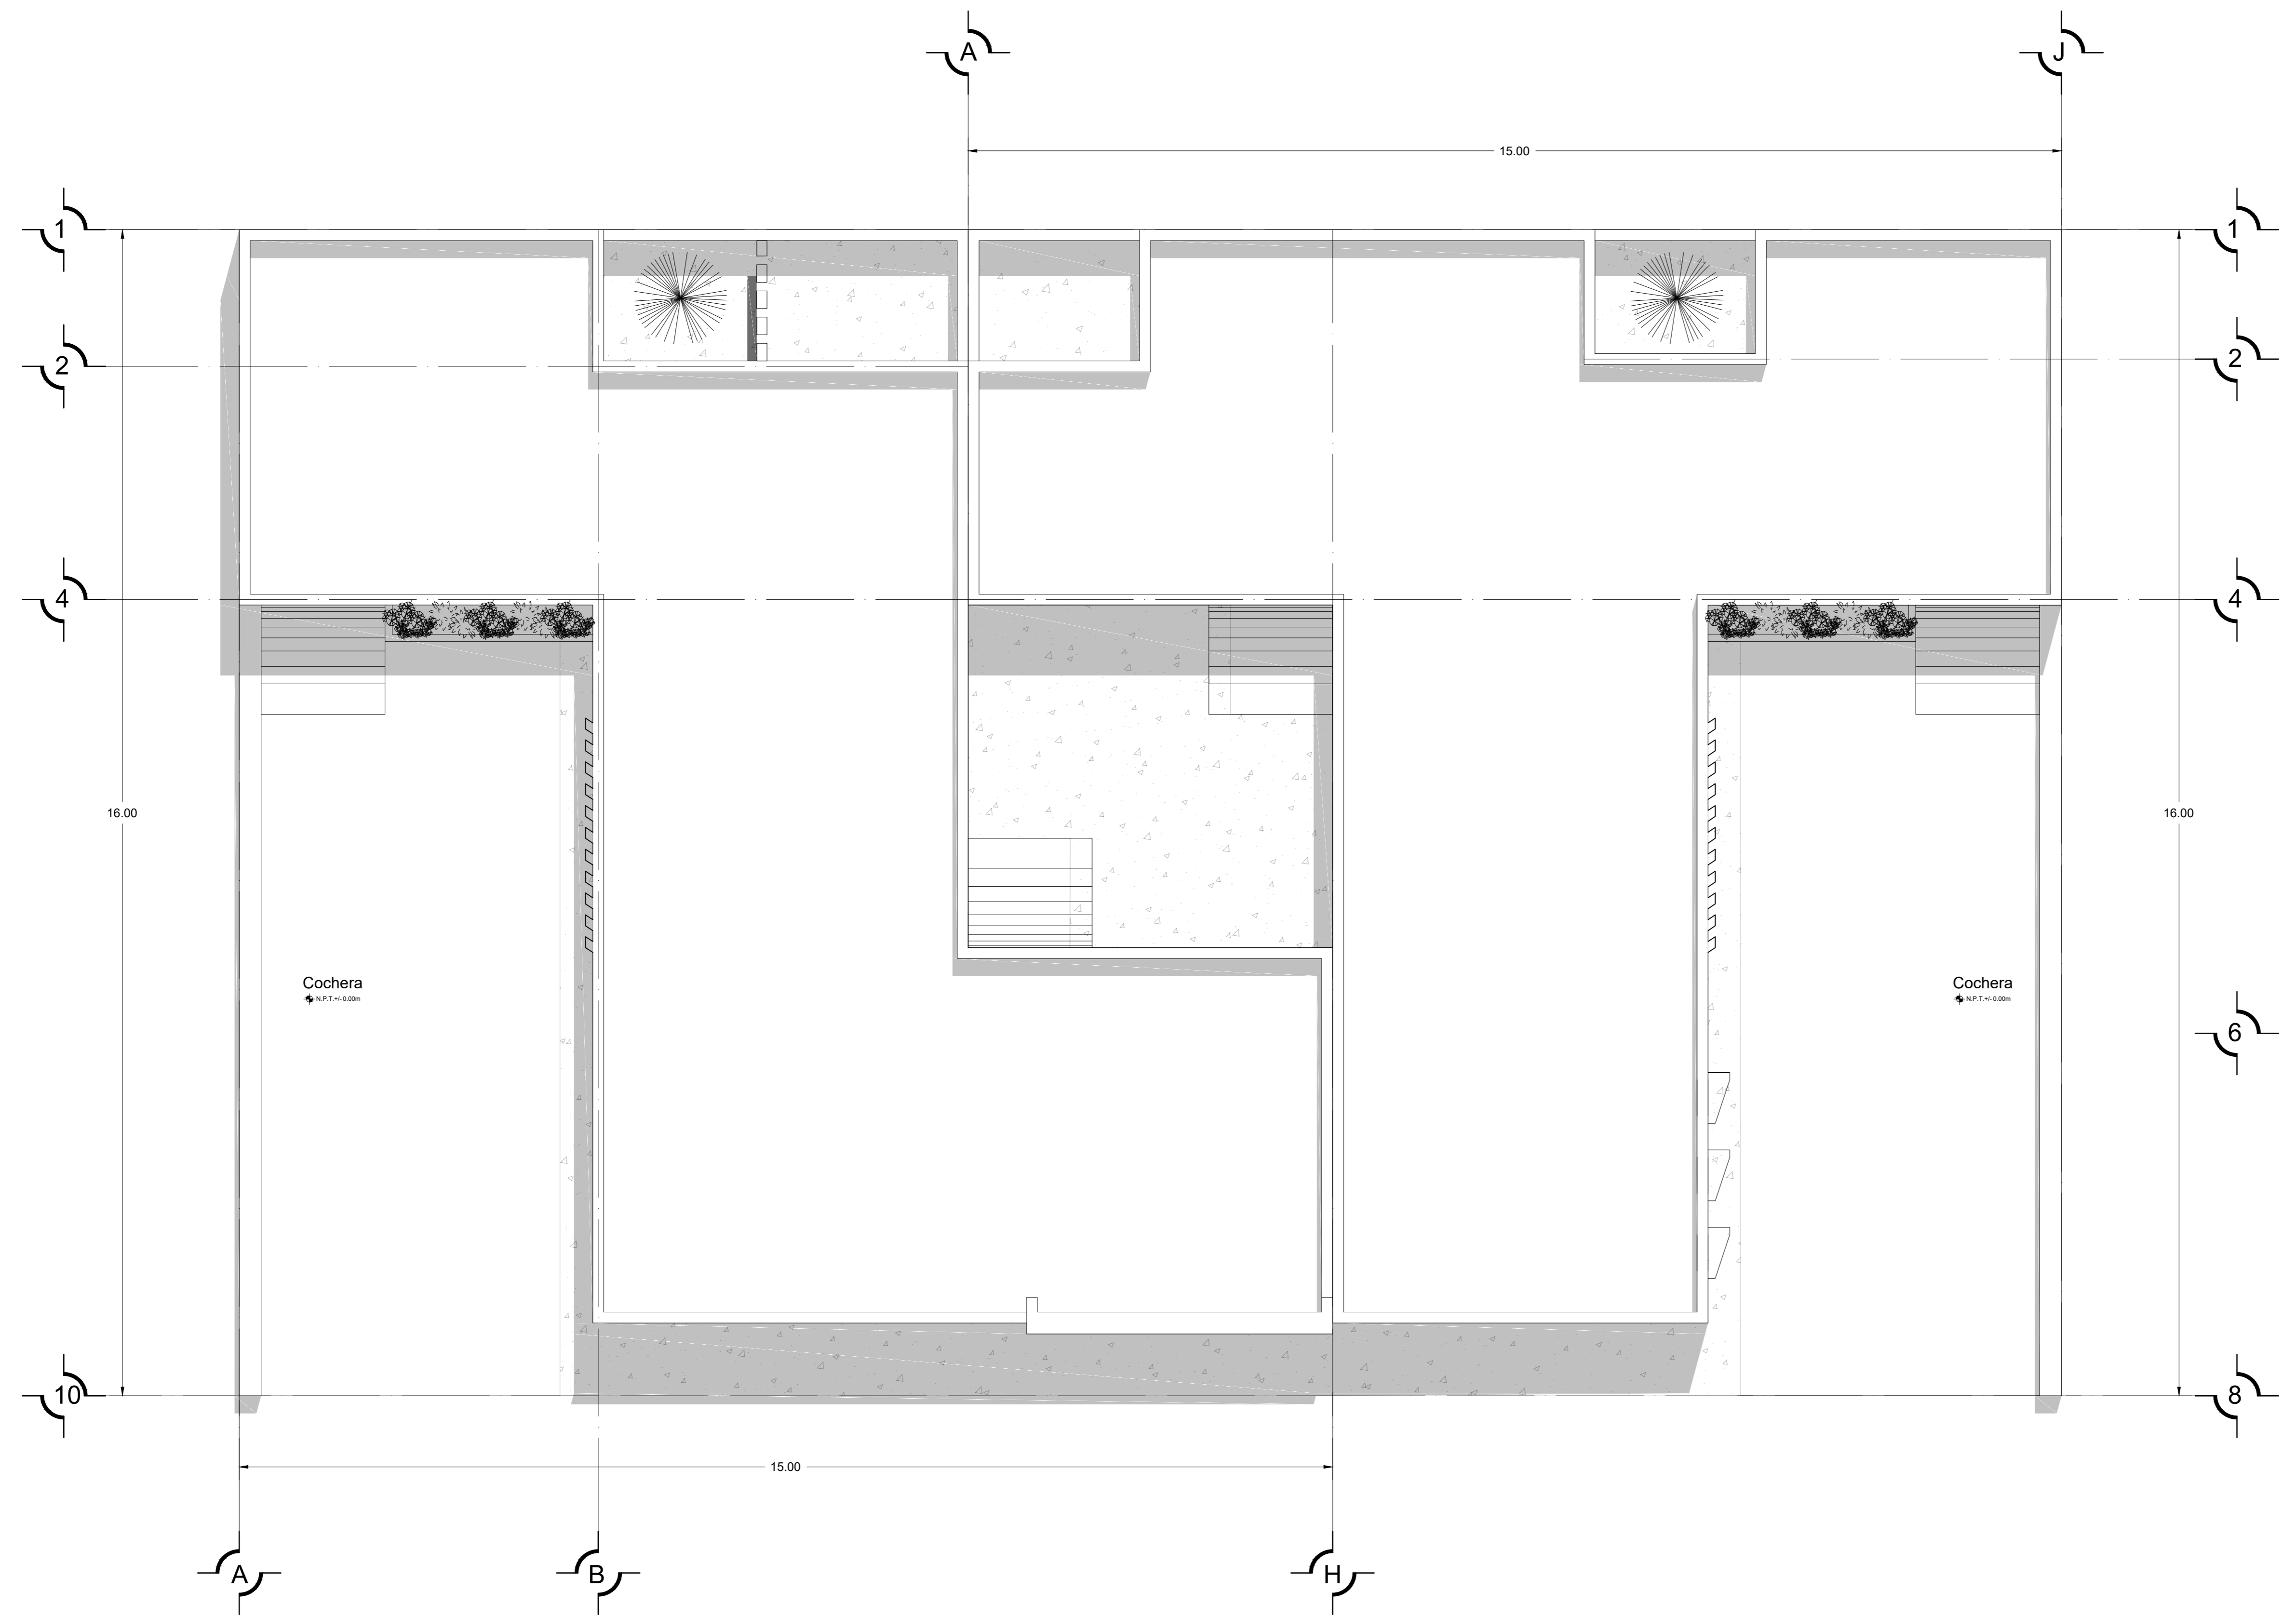 A J
15.00
1 1
2 2
4 4
16.00 16.00
Cochera Cochera
N.P.T.+/- 0.00m N.P.T.+/- 0.00m
6
10 8
15.00
A B H